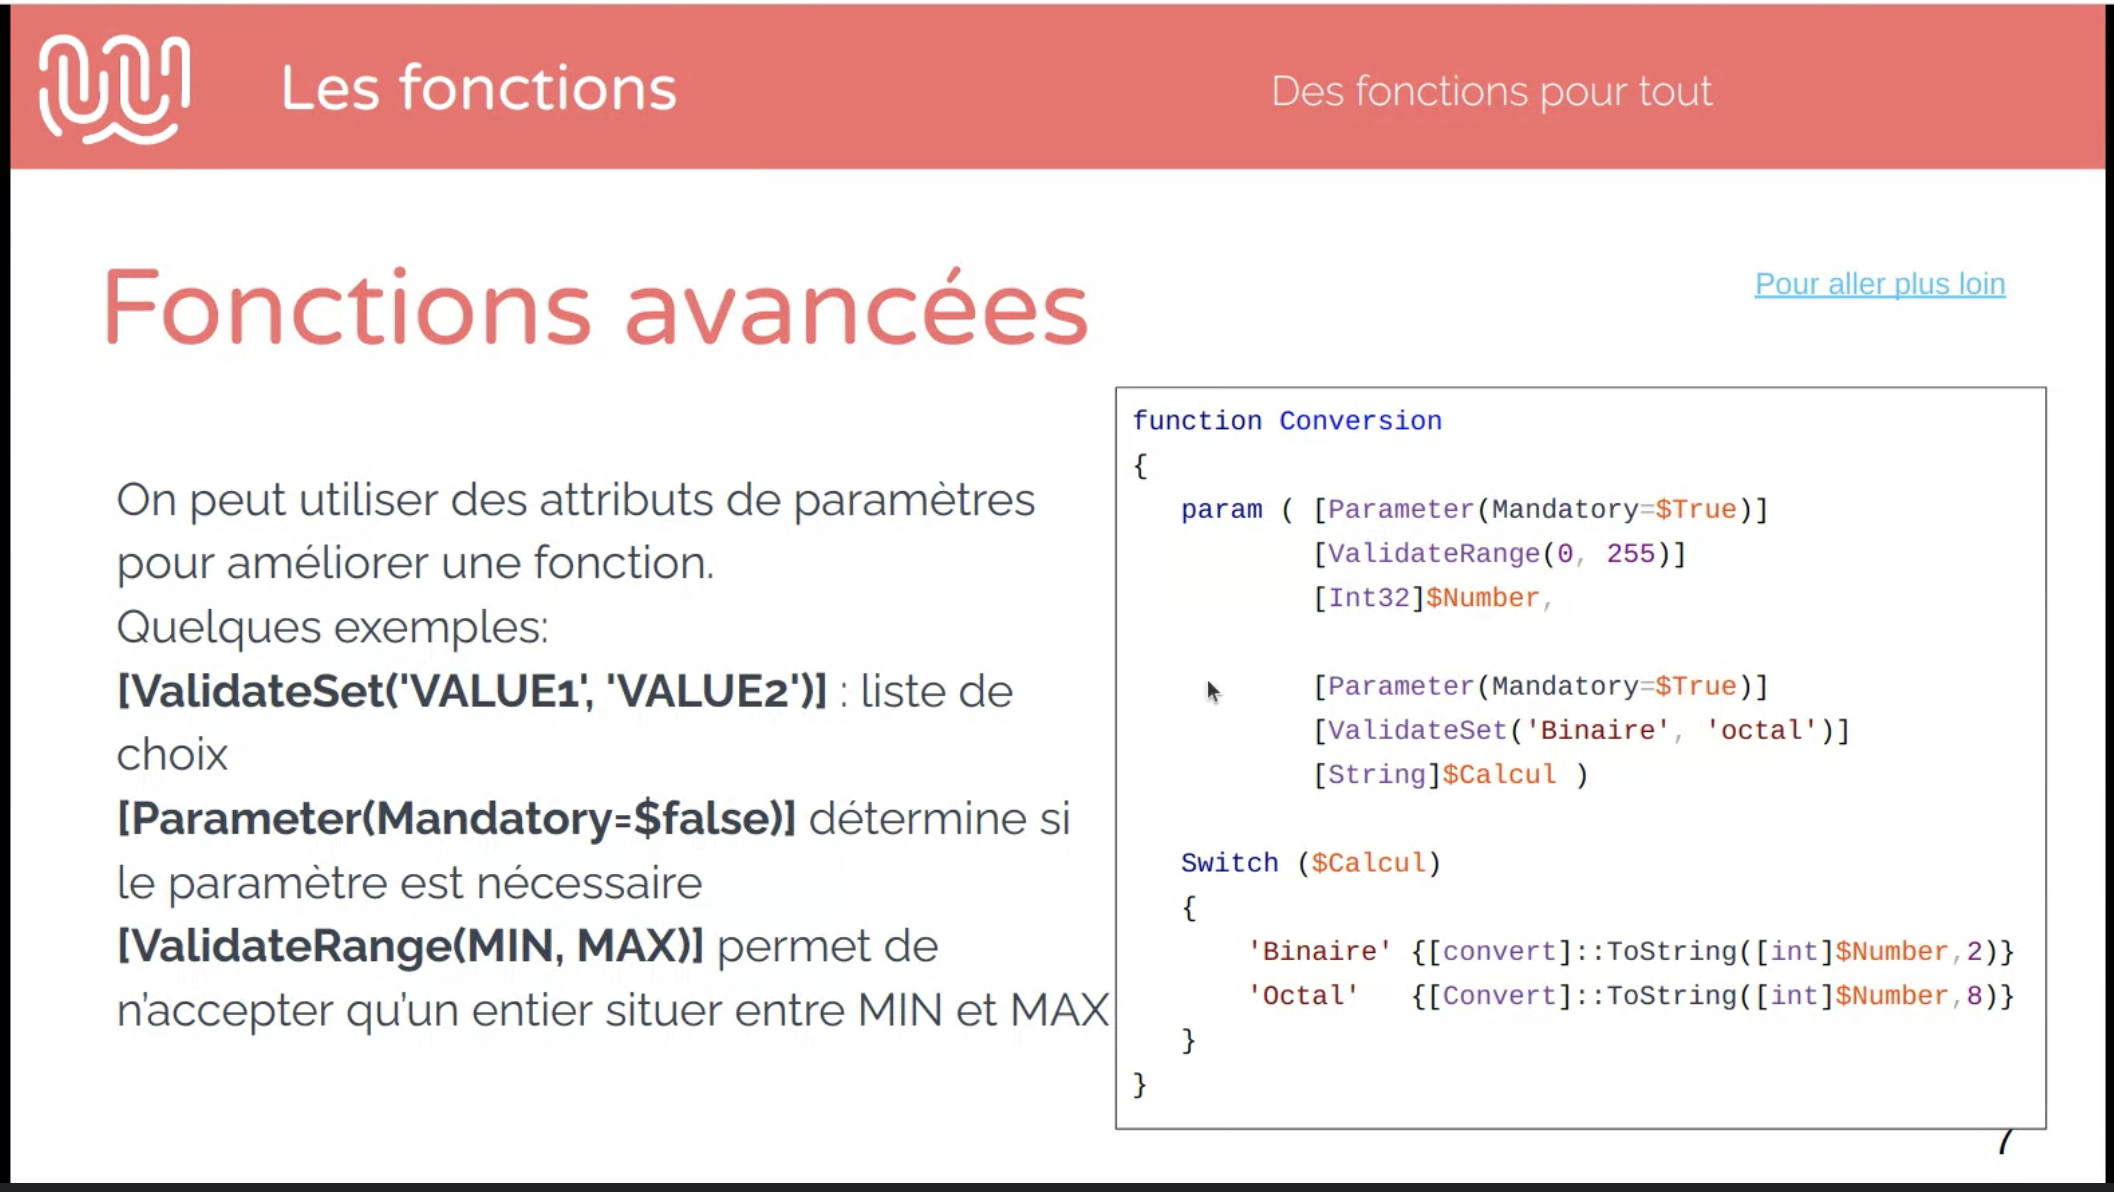 Les fonctions
Des fonctions pour tout
Fonctions avancées
Pour aller plus loin
On peut utiliser des attributs de paramètres
pour améliorer une fonction.
Quelques exemples:
[ValidateSet('VALUE1', 'VALUE2')] : liste de
choix
[Parameter(Mandatory=$false)] détermine si
le paramètre est nécessaire
[ValidateRange(MIN, MAX)] permet de
n'accepter qu'un entier situer entre MIN et MAX
function Conversion
{
param ( [Parameter(Mandatory=$True)]
[ValidateRange(0, 255)]
[Int32]$Number,
[Parameter(Mandatory=$True)]
[ValidateSet('Binaire', 'octal')]
[String]$Calcul )
Switch ($Calcul)
{
'Binaire' {[convert]::ToString([int]$Number,2)}
'Octal' {[Convert]::ToString([int]$Number,8)}
}
}
7